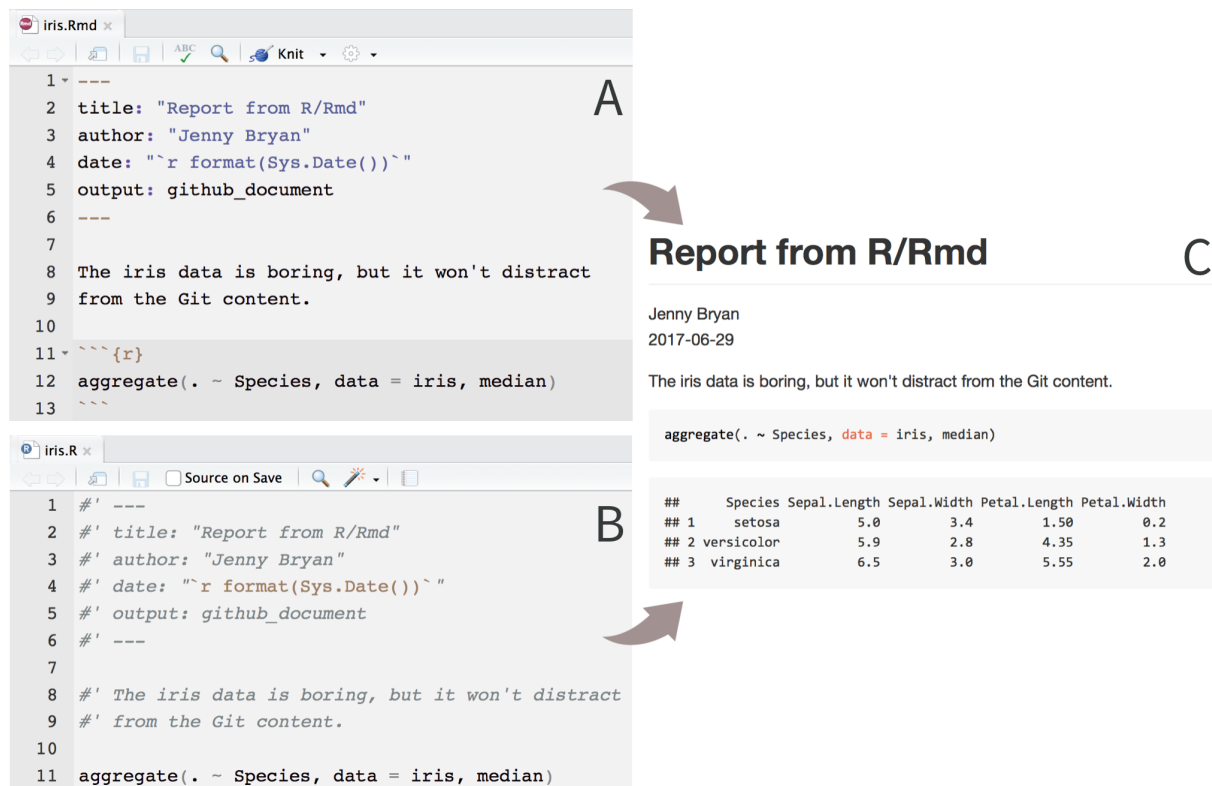 iris.Rmd
ABC Knit
A
1 ---
2 title: "Report from R/Rmd"
3 author: "Jenny Bryan"
4 date: "`r format(Sys.Date())`"
5 output: github_document
6 ---
7
8 The iris data is boring, but it won't distract
9 from the Git content.
10
11 ```{r}
12 aggregate(. ~ Species, data = iris, median)
13 ```
iris.R
Source on Save
B
1 #' ---
2 #' title: "Report from R/Rmd"
3 #' author: "Jenny Bryan"
4 #' date: "`r format(Sys.Date())`"
5 #' output: github_document
6 #' ---
7
8 #' The iris data is boring, but it won't distract
9 #' from the Git content.
10
11 aggregate(. ~ Species, data = iris, median)
Report from R/Rmd
C
Jenny Bryan
2017-06-29
The iris data is boring, but it won't distract from the Git content.
aggregate(. ~ Species, data = iris, median)
##      Species Sepal.Length Sepal.Width Petal.Length Petal.Width
## 1     setosa          5.0         3.4         1.50         0.2
## 2 versicolor          5.9         2.8         4.35         1.3
## 3  virginica          6.5         3.0         5.55         2.0